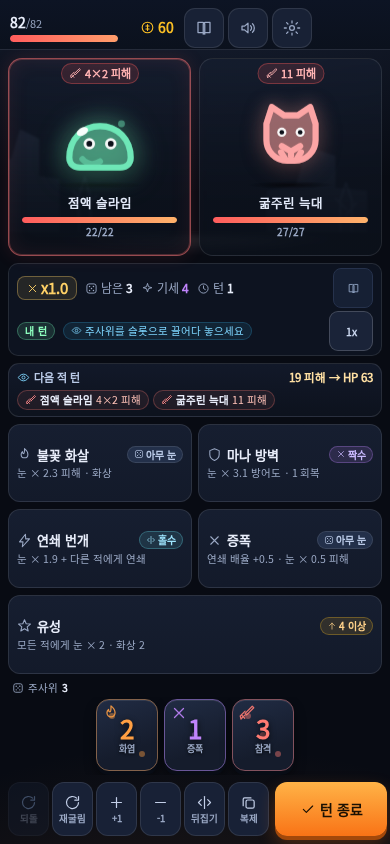 82/82
60
4×2 피해
11 피해
점액 슬라임
굶주린 늑대
22/22
27/27
x1.0 남은 3 기세 4 턴 1
내 턴 주사위를 슬롯으로 끌어다 놓으세요 1x
다음 적 턴 19 피해 → HP 63
점액 슬라임 4×2 피해 굶주린 늑대 11 피해
불꽃 화살 아무 눈
눈 × 2.3 피해 · 화상
마나 방벽 짝수
눈 × 3.1 방어도 · 1 회복
연쇄 번개 홀수
눈 × 1.9 + 다른 적에게 연쇄
증폭 아무 눈
연쇄 배율 +0.5 · 눈 × 0.5 피해
유성 4 이상
모든 적에게 눈 × 2 · 화상 2
주사위 3
2 1 3
화염 증폭 참격
되돌 재굴림 +1 -1 뒤집기 복제 턴 종료